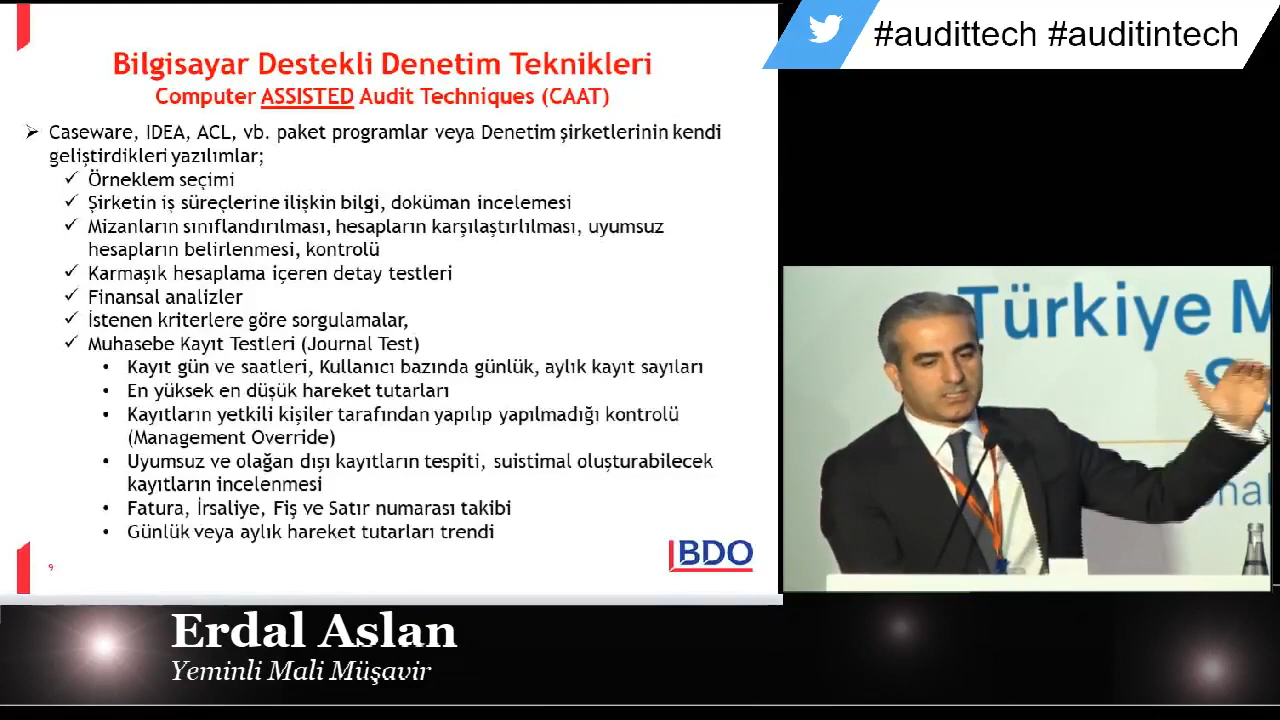 #audittech #auditintech
Bilgisayar Destekli Denetim Teknikleri
Computer ASSISTED Audit Techniques (CAAT)
Caseware, IDEA, ACL, vb. paket programlar veya Denetim şirketlerinin kendi
geliştirdikleri yazılımlar;
Örneklem seçimi
Şirketin iş süreçlerine ilişkin bilgi, doküman incelemesi
Mizanların sınıflandırılması, hesapların karşılaştırlılması, uyumsuz
hesapların belirlenmesi, kontrolü
Karmaşık hesaplama içeren detay testleri
Finansal analizler
İstenen kriterlere göre sorgulamalar,
Muhasebe Kayıt Testleri (Journal Test)
Kayıt gün ve saatleri, Kullanıcı bazında günlük, aylık kayıt sayıları
En yüksek en düşük hareket tutarları
Kayıtların yetkili kişiler tarafından yapılıp yapılmadığı kontrolü
(Management Override)
Uyumsuz ve olağan dışı kayıtların tespiti, suistimal oluşturabilecek
kayıtların incelenmesi
Fatura, İrsaliye, Fiş ve Satır numarası takibi
Günlük veya aylık hareket tutarları trendi
9
BDO
Türkiye M
Erdal Aslan
Yeminli Mali Müşavir